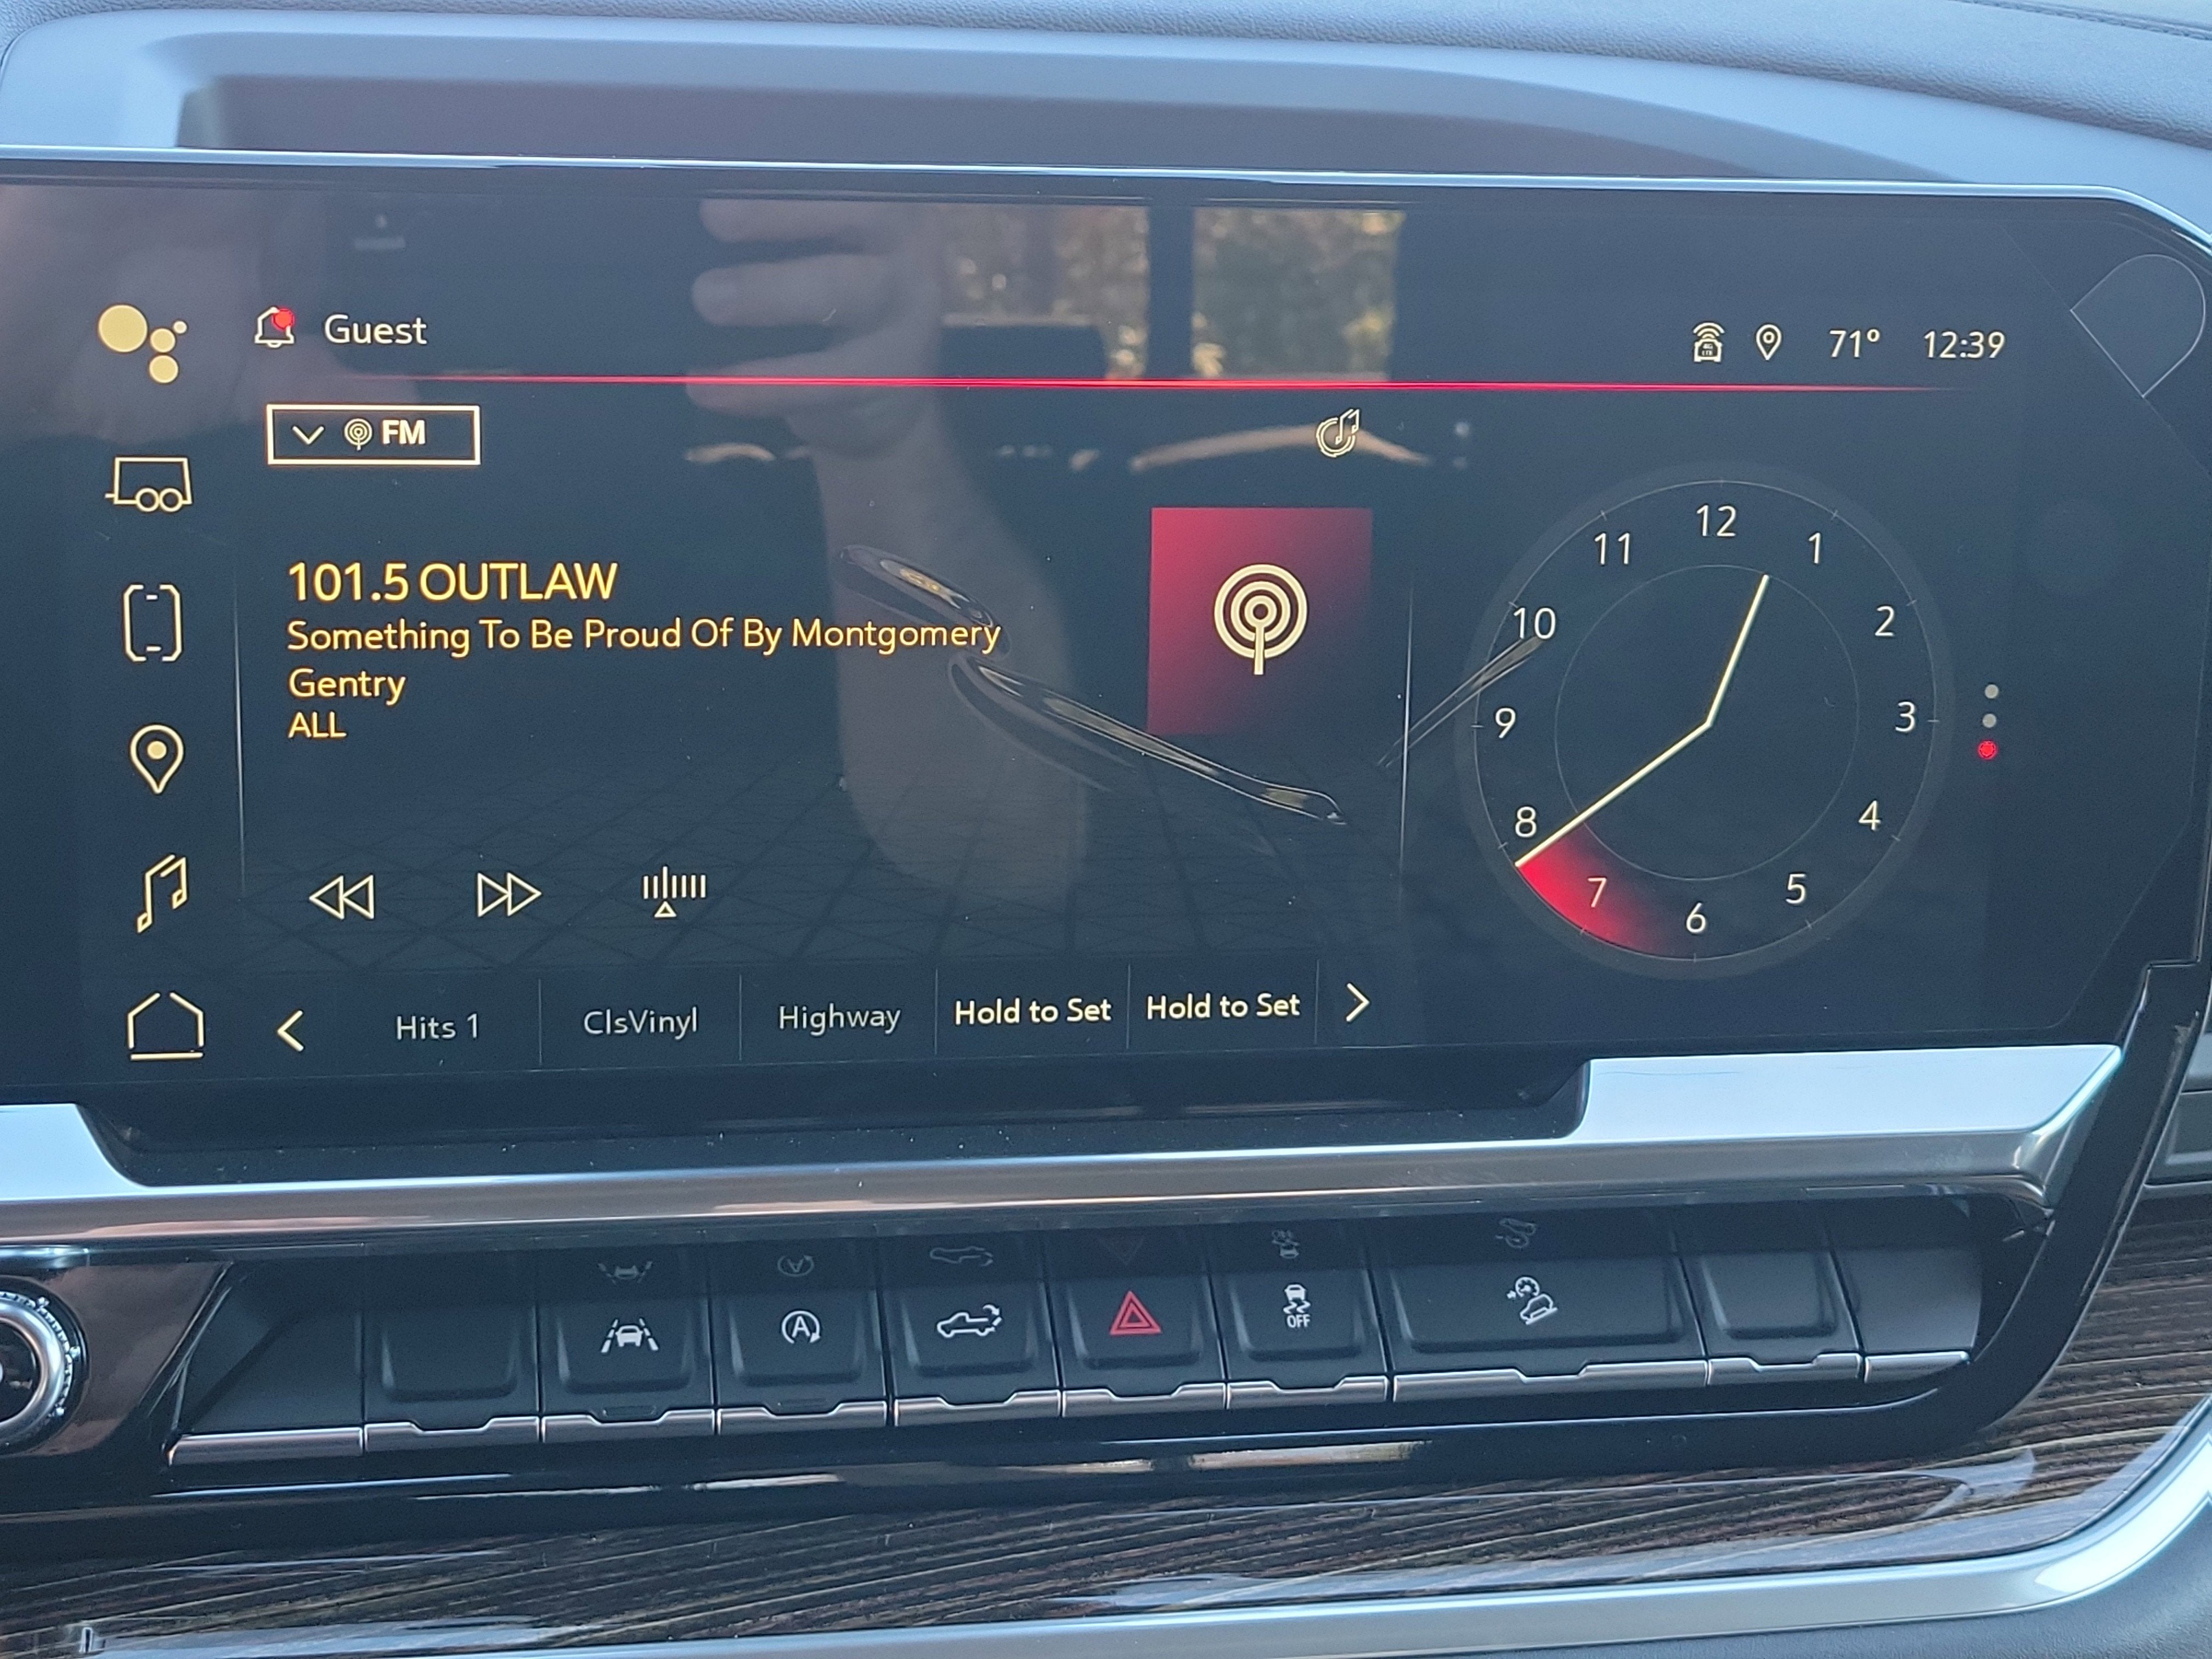 Guest
4G
LTE
71° 12:39
FM
101.5 OUTLAW
Something To Be Proud Of By Montgomery
Gentry
ALL
12
1
2
3
4
5
6
7
8
9
10
11
Hits 1
ClsVinyl
Highway
Hold to Set
Hold to Set
A
OFF